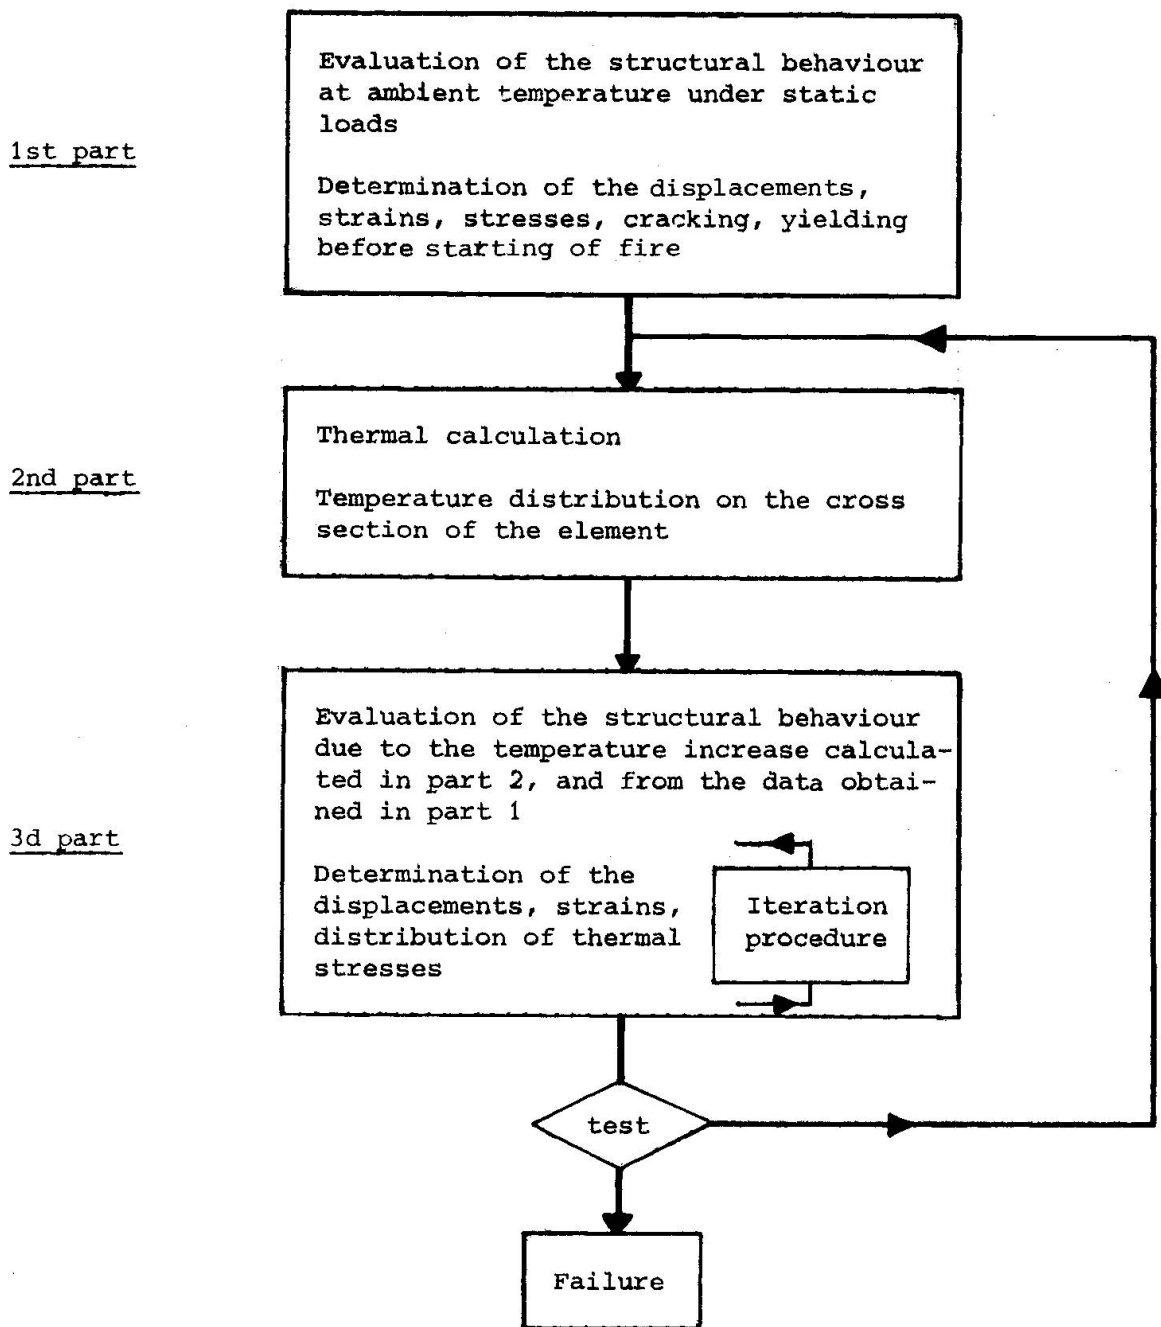 Evaluation of the structural behaviour
at ambient temperature under static
loads
1st part
Determination of the displacements,
strains, stresses, cracking, yielding
before starting of fire
Thermal calculation
2nd part
Temperature distribution on the cross
section of the element
Evaluation of the structural behaviour
due to the temperature increase calcula-
ted in part 2, and from the data obtai-
ned in part 1
3d part
Determination of the
displacements, strains,
distribution of thermal
stresses
Iteration
procedure
test
Failure